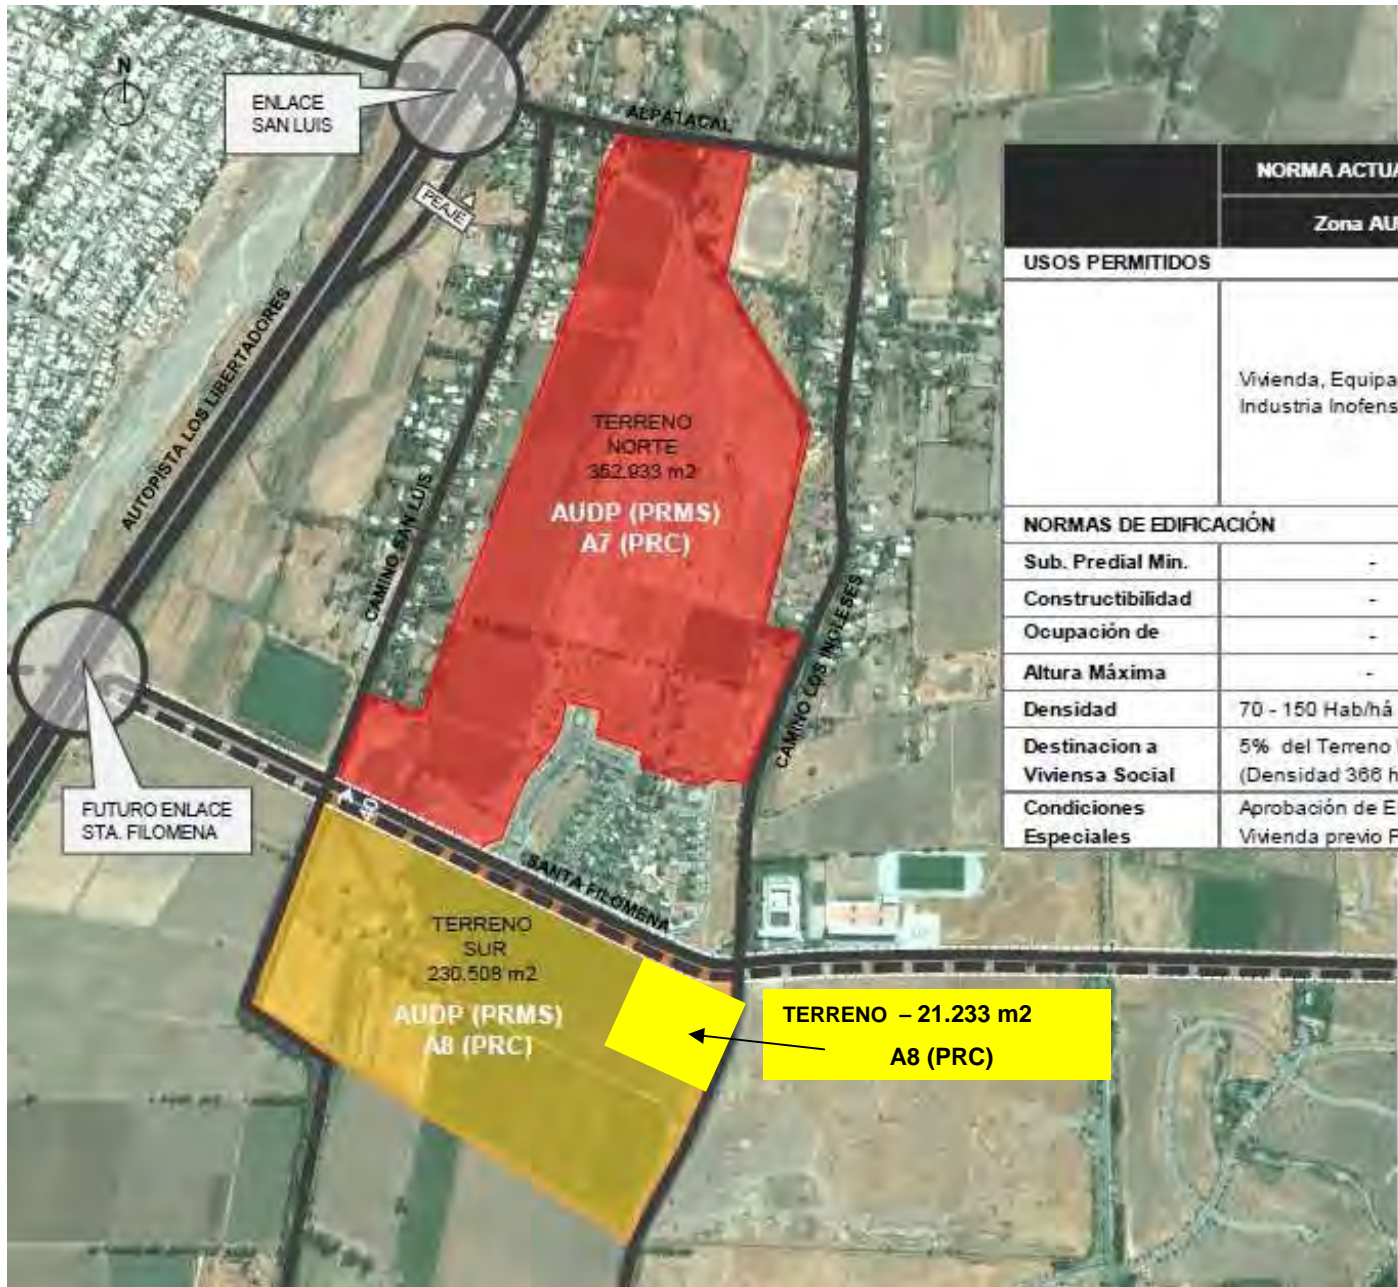 N
ENLACE
SAN LUIS
ALPATACAL
PEAJE
AUTOPISTA LOS LIBERTADORES
CAMINO SAN LUIS
TERRENO
NORTE
352.933 m2
AUDP (PRMS)
A7 (PRC)
CAMINO LOS INGLESES
FUTURO ENLACE
STA. FILOMENA
40
SANTA FILOMENA
TERRENO
SUR
230.508 m2
AUDP (PRMS)
A8 (PRC)
TERRENO – 21.233 m2
A8 (PRC)
NORMA ACTUA
Zona AU
USOS PERMITIDOS
Vivienda, Equipa
Industria Inofens
NORMAS DE EDIFICACIÓN
Sub. Predial Min. -
Constructibilidad -
Ocupación de -
Altura Máxima -
Densidad 70 - 150 Hab/há
Destinacion a 5% del Terreno
Viviensa Social (Densidad 366 h
Condiciones Aprobación de E
Especiales Vivienda previo P